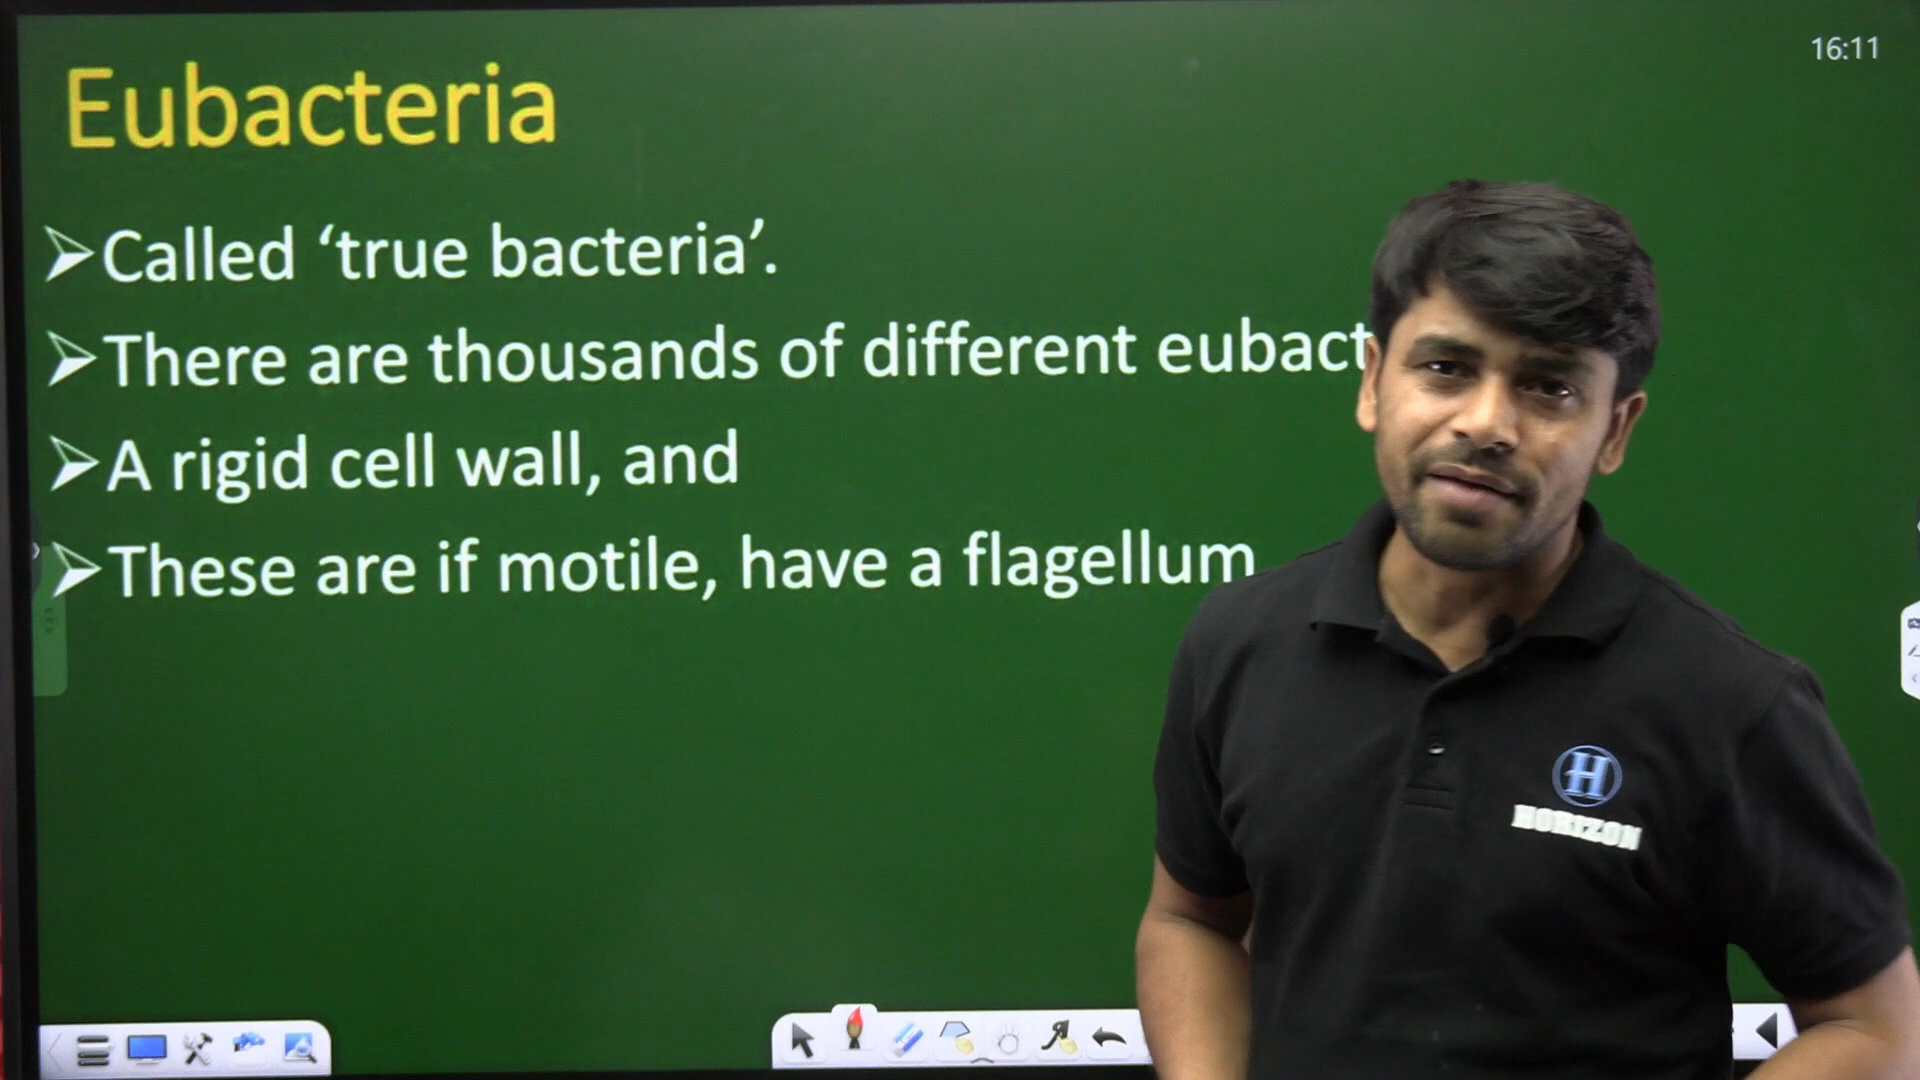 16:11
Eubacteria
Called ‘true bacteria’.
There are thousands of different eubact
A rigid cell wall, and
These are if motile, have a flagellum
H
HORIZON